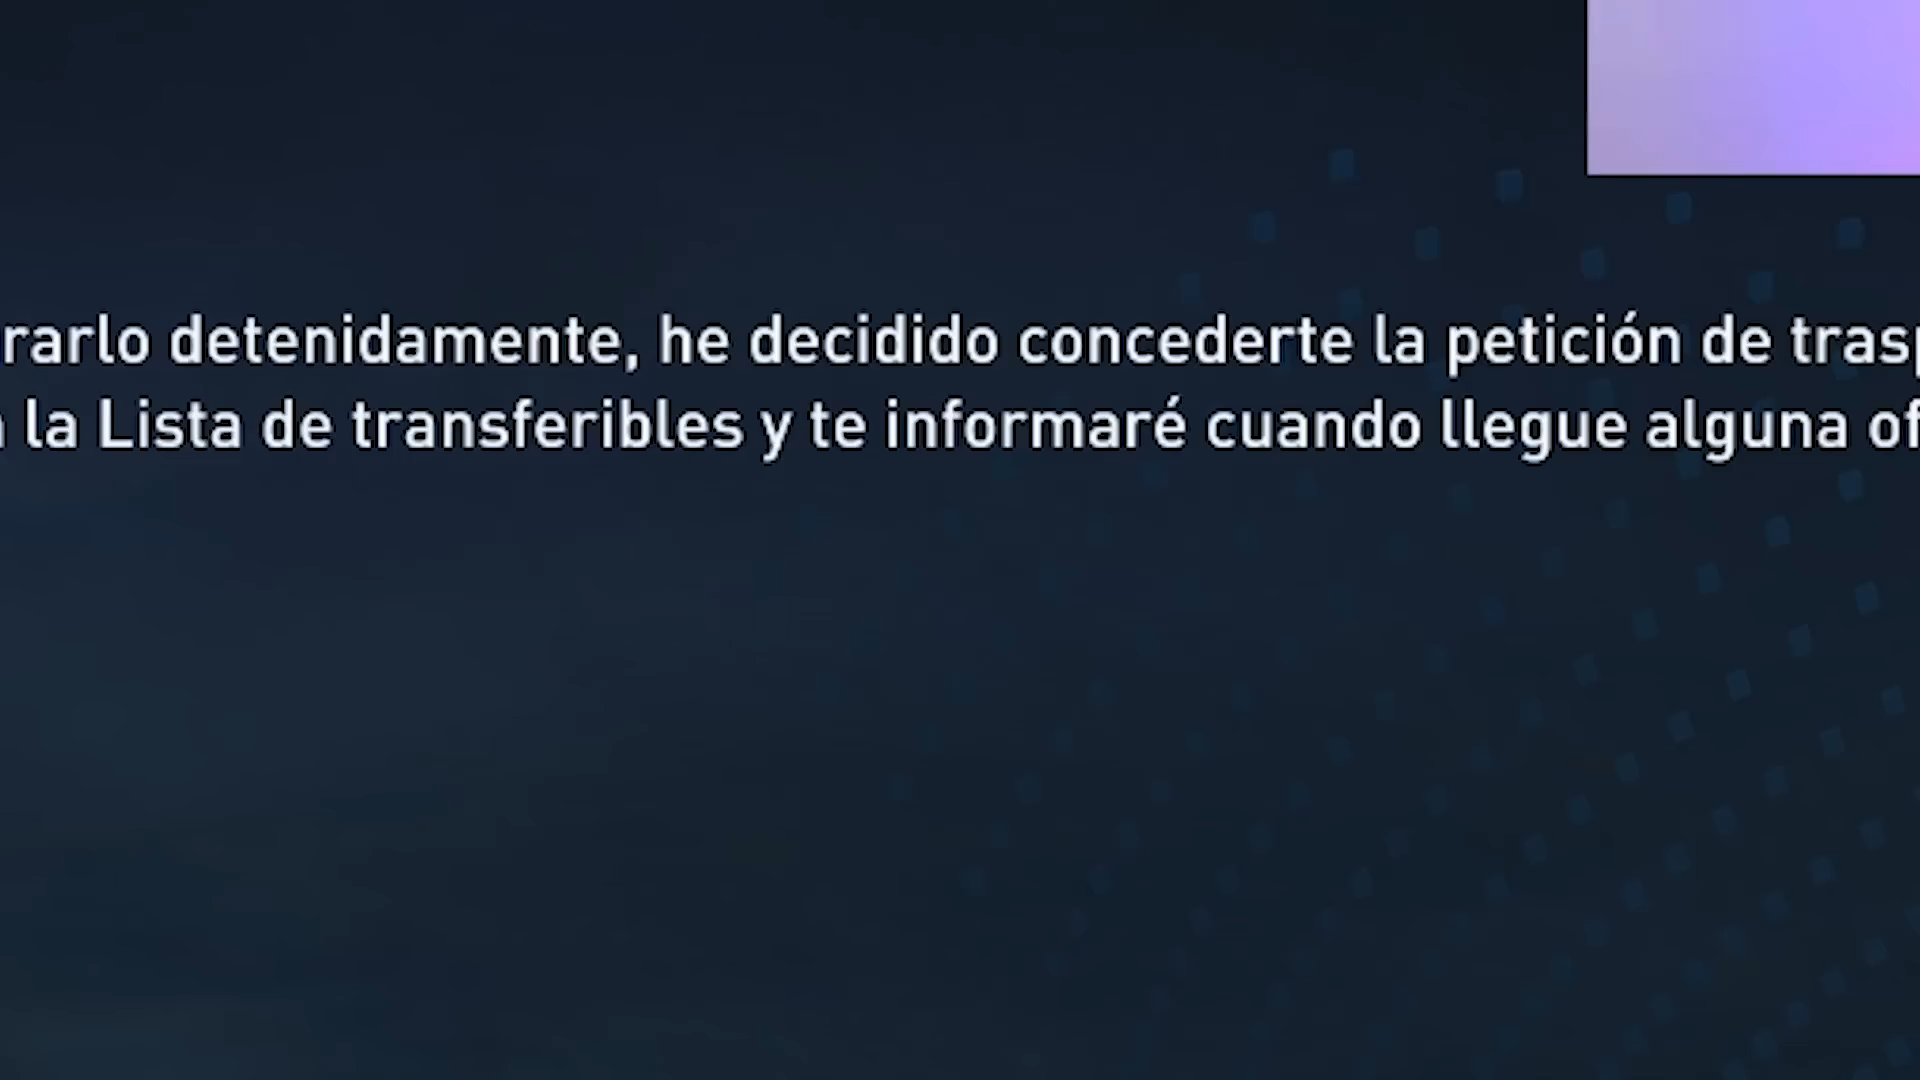 rarlo detenidamente, he decidido concederte la petición de trasp
la Lista de transferibles y te informaré cuando llegue alguna of